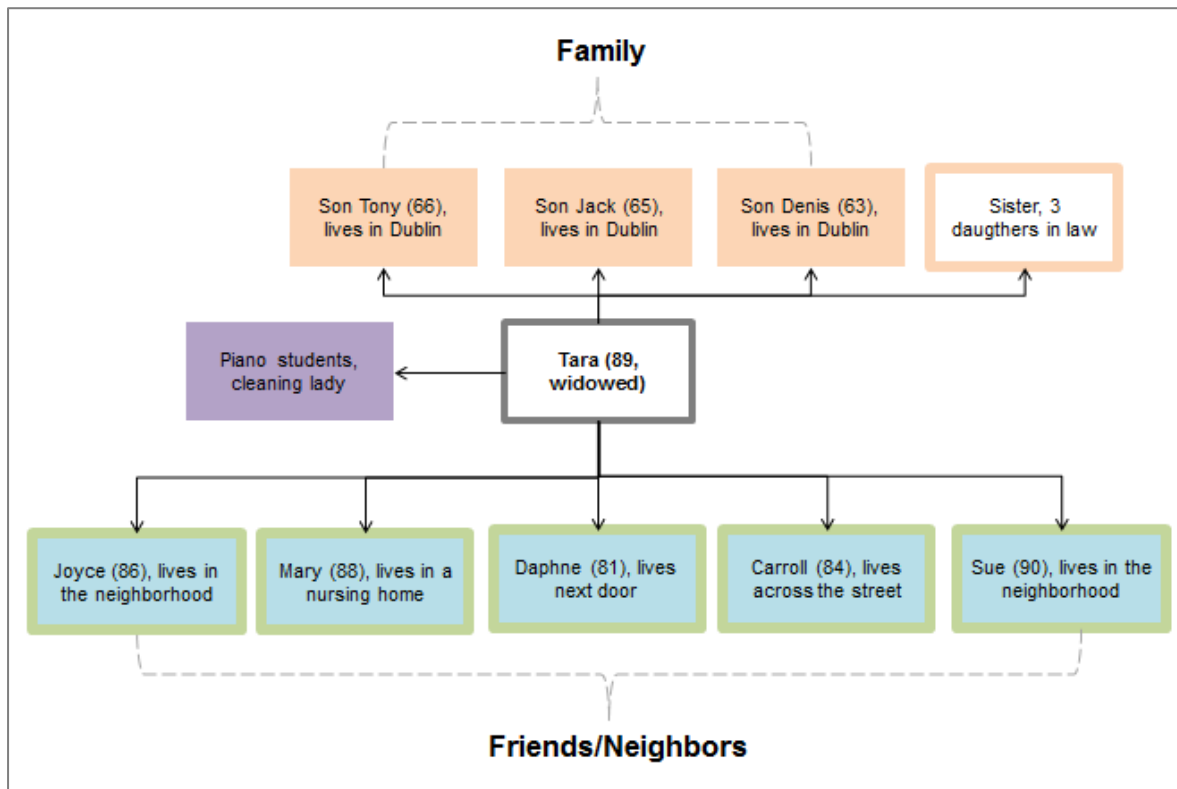 Family
Son Tony (66),
lives in Dublin
Son Jack (65),
lives in Dublin
Son Denis (63),
lives in Dublin
Sister, 3
daugthers in law
Piano students,
cleaning lady
Tara (89,
widowed)
Joyce (86), lives in
the neighborhood
Mary (88), lives in a
nursing home
Daphne (81), lives
next door
Carroll (84), lives
across the street
Sue (90), lives in the
neighborhood
Friends/Neighbors